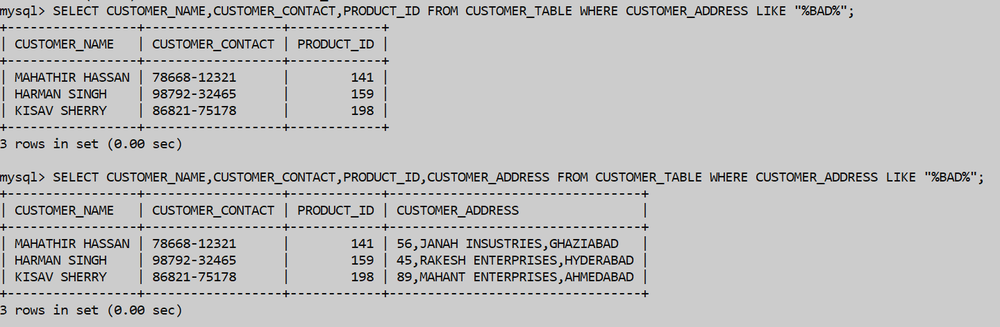 mysql> SELECT CUSTOMER_NAME,CUSTOMER_CONTACT,PRODUCT_ID FROM CUSTOMER_TABLE WHERE CUSTOMER_ADDRESS LIKE "%BAD%";
+-----------------+------------------+------------+
| CUSTOMER_NAME   | CUSTOMER_CONTACT | PRODUCT_ID |
+-----------------+------------------+------------+
| MAHATHIR HASSAN | 78668-12321      |        141 |
| HARMAN SINGH    | 98792-32465      |        159 |
| KISAV SHERRY    | 86821-75178      |        198 |
+-----------------+------------------+------------+
3 rows in set (0.00 sec)
mysql> SELECT CUSTOMER_NAME,CUSTOMER_CONTACT,PRODUCT_ID,CUSTOMER_ADDRESS FROM CUSTOMER_TABLE WHERE CUSTOMER_ADDRESS LIKE "%BAD%";
+-----------------+------------------+------------+---------------------------------+
| CUSTOMER_NAME   | CUSTOMER_CONTACT | PRODUCT_ID | CUSTOMER_ADDRESS                |
+-----------------+------------------+------------+---------------------------------+
| MAHATHIR HASSAN | 78668-12321      |        141 | 56,JANAH INSUSTRIES,GHAZIABAD   |
| HARMAN SINGH    | 98792-32465      |        159 | 45,RAKESH ENTERPRISES,HYDERABAD |
| KISAV SHERRY    | 86821-75178      |        198 | 89,MAHANT ENTERPRISES,AHMEDABAD |
+-----------------+------------------+------------+---------------------------------+
3 rows in set (0.00 sec)